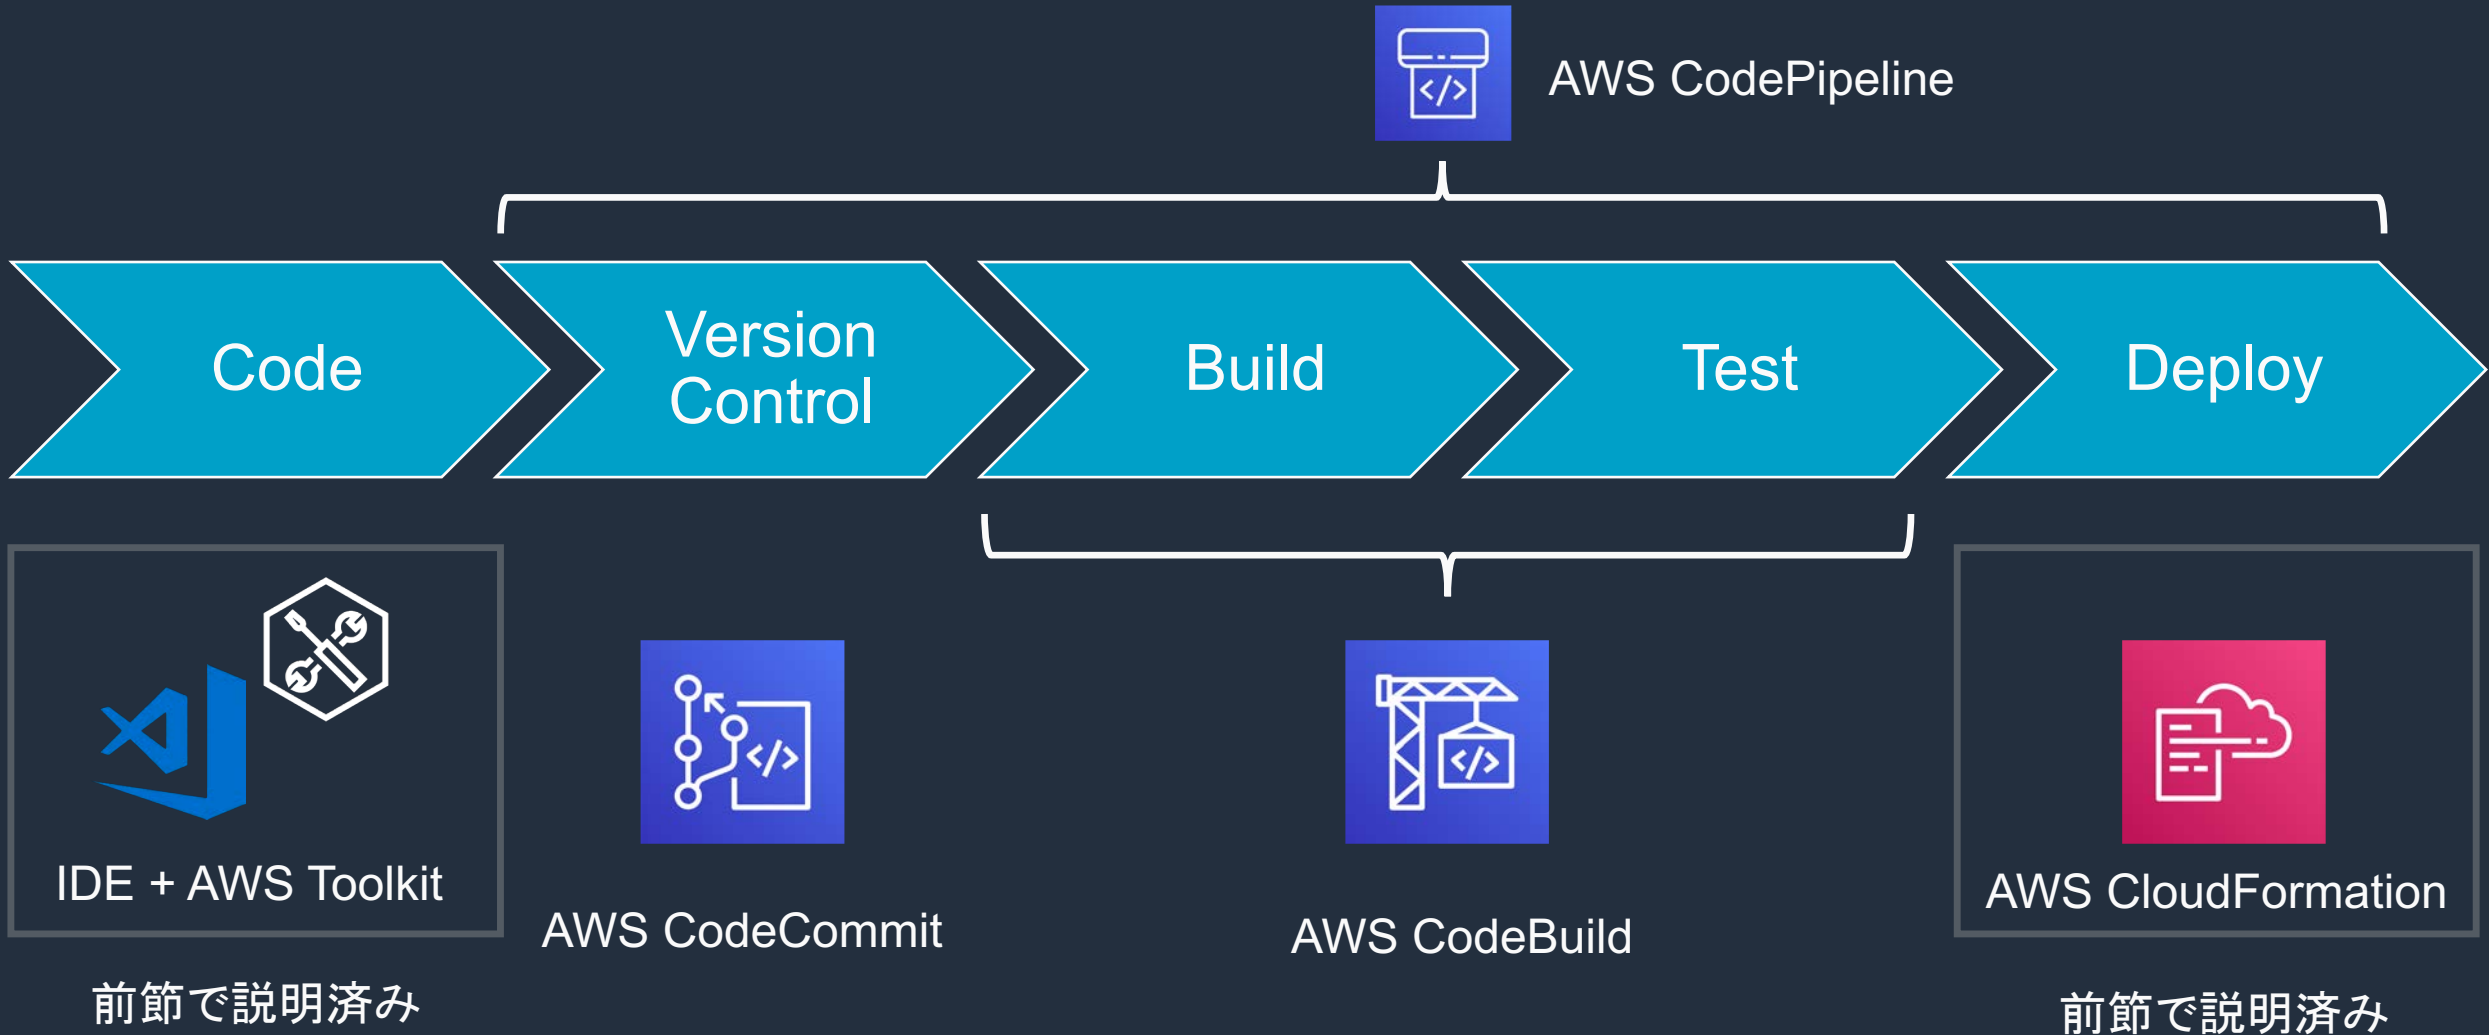 AWS CodePipeline
Code
Version
Control
Build
Test
Deploy
IDE + AWS Toolkit
前節で説明済み
AWS CodeCommit
AWS CodeBuild
AWS CloudFormation
前節で説明済み